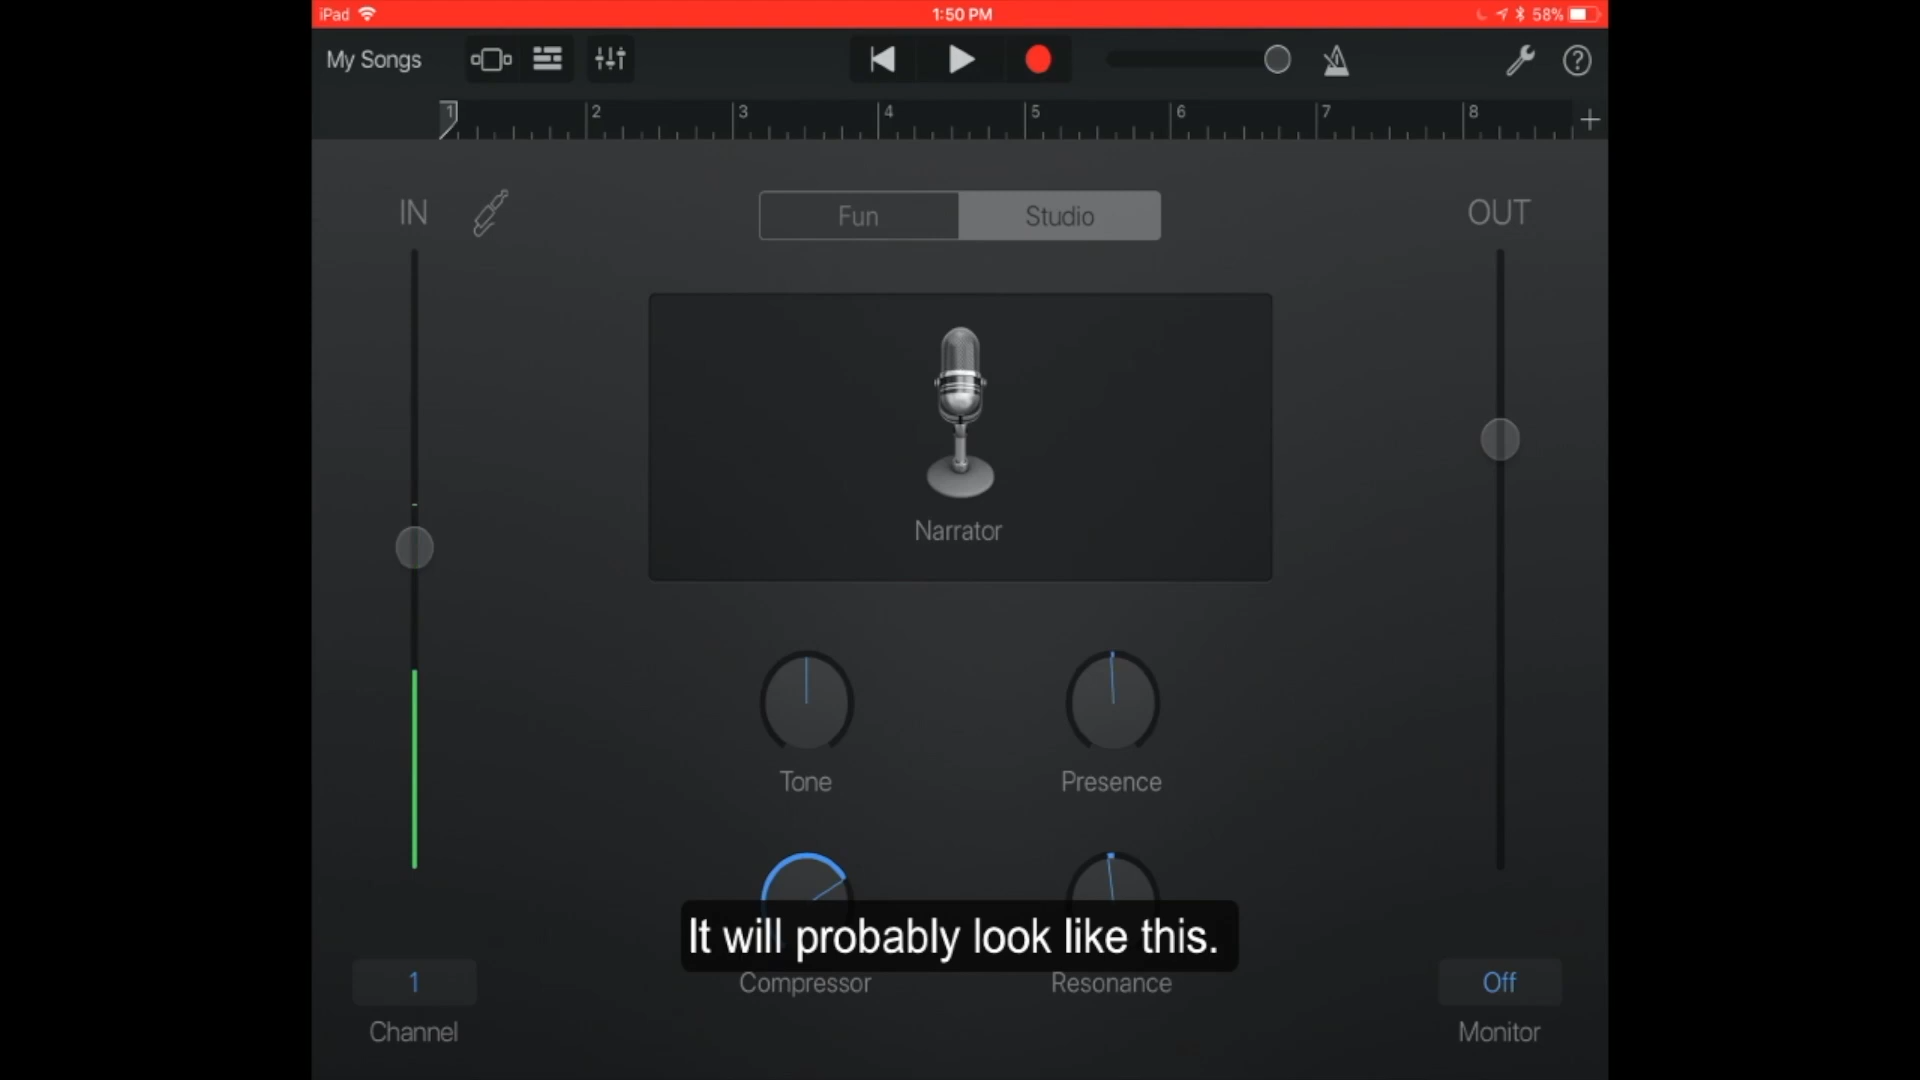 iPad 1:50 PM 58%
My Songs
1 2 3 4 5 6 7 8
IN Fun Studio OUT
Narrator
Tone Presence
It will probably look like this.
Compressor Resonance
1 Off
Channel Monitor